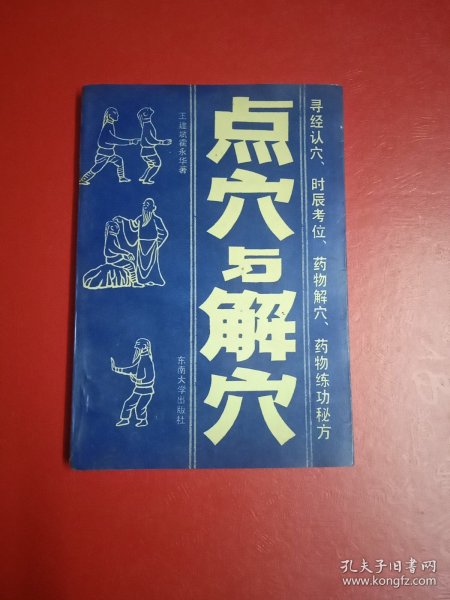 寻经认穴、时辰考位、药物解穴、药物练功秘方
点穴与解穴
王建斌霍永华著
东南大学出版社
孔夫子旧书网
www.kongfz.com